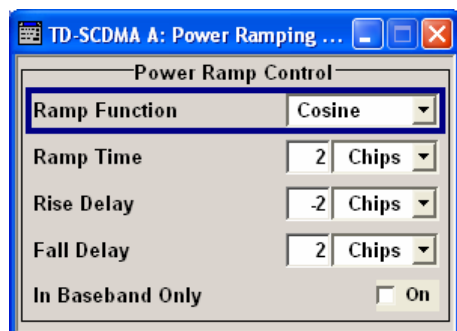 TD-SCDMA A: Power Ramping ...
Power Ramp Control
Ramp Function Cosine
Ramp Time 2 Chips
Rise Delay -2 Chips
Fall Delay 2 Chips
In Baseband Only On